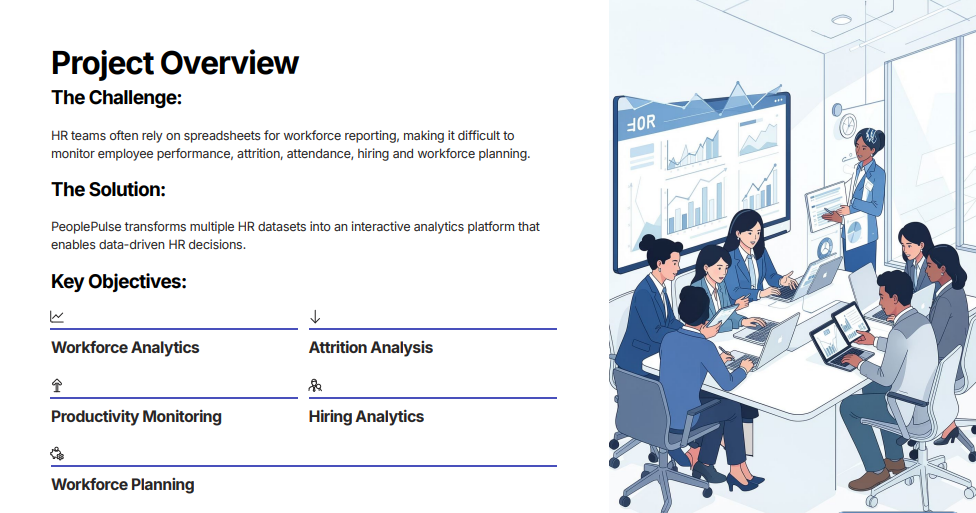 Project Overview
The Challenge:
HR teams often rely on spreadsheets for workforce reporting, making it difficult to
monitor employee performance, attrition, attendance, hiring and workforce planning.
The Solution:
PeoplePulse transforms multiple HR datasets into an interactive analytics platform that
enables data-driven HR decisions.
Key Objectives:
Workforce Analytics
Attrition Analysis
Productivity Monitoring
Hiring Analytics
Workforce Planning